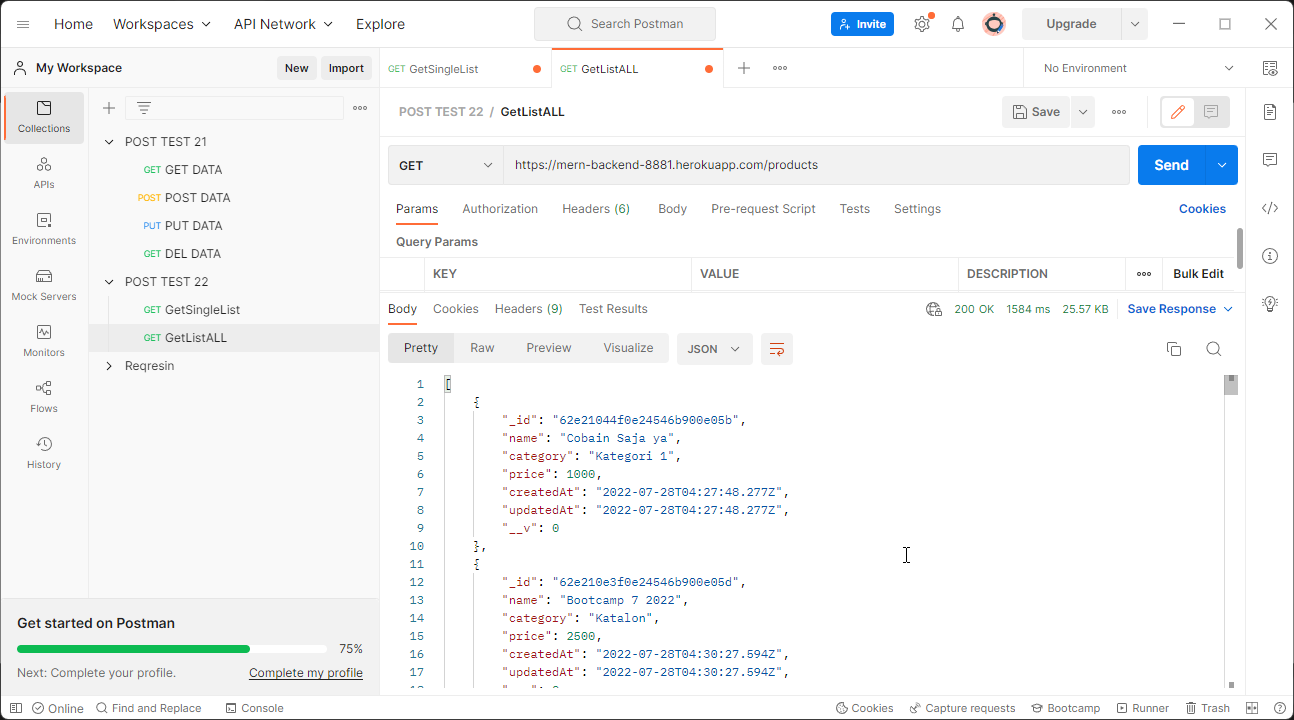 Home Workspaces API Network Explore Search Postman Invite Upgrade
My Workspace New Import
GET GetSingleList GET GetListALL No Environment
POST TEST 22 / GetListALL Save
GET https://mern-backend-8881.herokuapp.com/products Send
Params Authorization Headers (6) Body Pre-request Script Tests Settings Cookies
Query Params
KEY VALUE DESCRIPTION Bulk Edit
Body Cookies Headers (9) Test Results 200 OK 1584 ms 25.57 KB Save Response
Pretty Raw Preview Visualize JSON
Collections
APIs
Environments
Mock Servers
Monitors
Flows
History
POST TEST 21
GET GET DATA
POST POST DATA
PUT PUT DATA
GET DEL DATA
POST TEST 22
GET GetSingleList
GET GetListALL
Reqresin
1 [
2 {
3 "_id": "62e21044f0e24546b900e05b",
4 "name": "Cobain Saja ya",
5 "category": "Kategori 1",
6 "price": 1000,
7 "createdAt": "2022-07-28T04:27:48.277Z",
8 "updatedAt": "2022-07-28T04:27:48.277Z",
9 "__v": 0
10 },
11 {
12 "_id": "62e210e3f0e24546b900e05d",
13 "name": "Bootcamp 7 2022",
14 "category": "Katalon",
15 "price": 2500,
16 "createdAt": "2022-07-28T04:30:27.594Z",
17 "updatedAt": "2022-07-28T04:30:27.594Z",
Get started on Postman
75%
Next: Complete your profile. Complete my profile
Online Find and Replace Console Cookies Capture requests Bootcamp Runner Trash